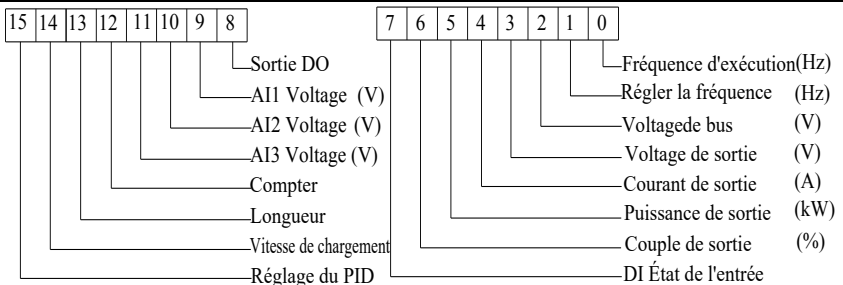 15 14 13 12 11 10 9 8
Sortie DO
AI1 Voltage (V)
AI2 Voltage (V)
AI3 Voltage (V)
Compter
Longueur
Vitesse de chargement
Réglage du PID
7 6 5 4 3 2 1 0
Fréquence d'exécution(Hz)
Régler la fréquence (Hz)
Voltagede bus (V)
Voltage de sortie (V)
Courant de sortie (A)
Puissance de sortie (kW)
Couple de sortie (%)
DI État de l'entrée